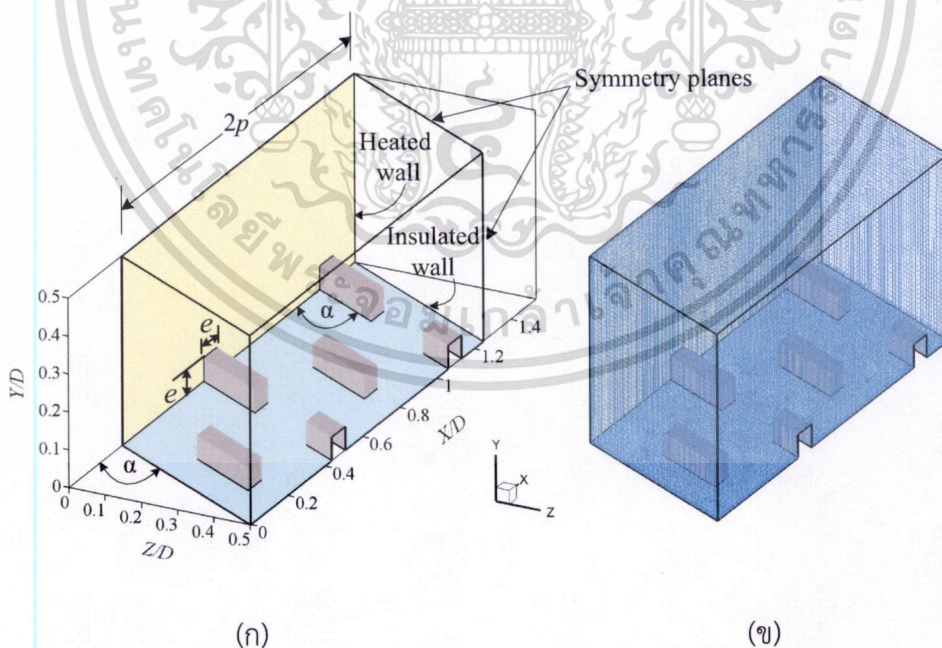 Symmetry planes
2p
Heated
wall
Insulated
wall
α
e
e
α
0.5
0.4
0.3
0.2
0.1
0
Y/D
0
0.1
0.2
0.3
0.4
0.5
Z/D
0
0.2
0.4
0.6
0.8
1
1.2
1.4
X/D
Y
X
Z
(ก)
(ข)